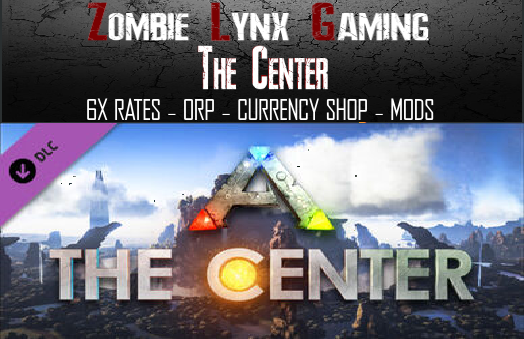 Zombie Lynx Gaming
The Center
6X RATES - ORP - CURRENCY SHOP - MODS
DLC
A
THE CENTER